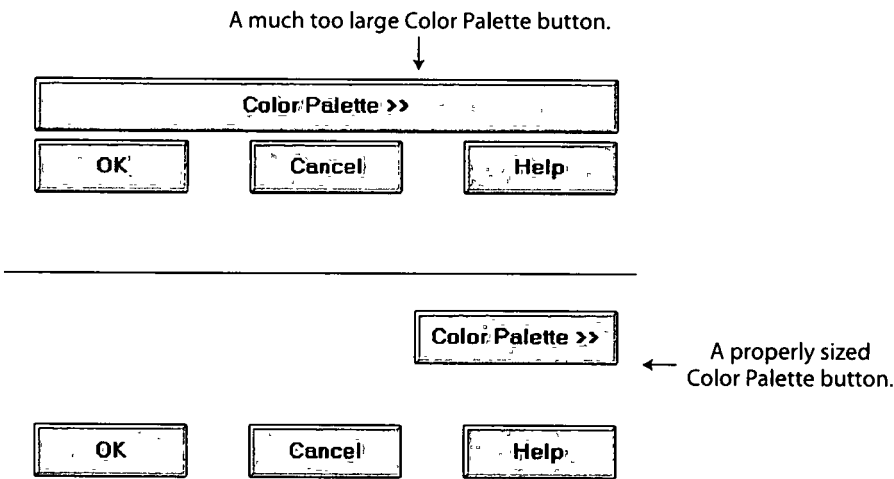 A much too large Color Palette button.
Color Palette >>
OK Cancel Help
Color Palette >>
A properly sized
Color Palette button.
OK Cancel Help